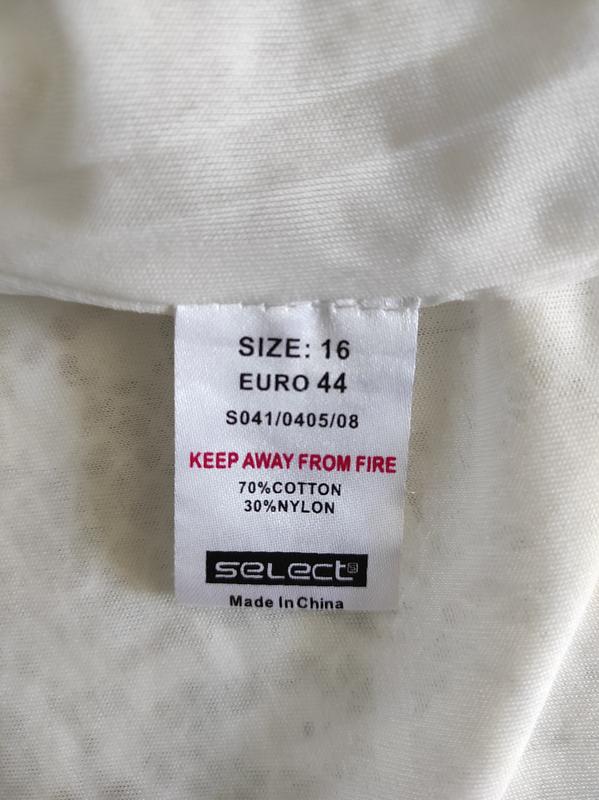 SIZE: 16
EURO 44
S041/0405/08
KEEP AWAY FROM FIRE
70%COTTON
30%NYLON
select
Made In China